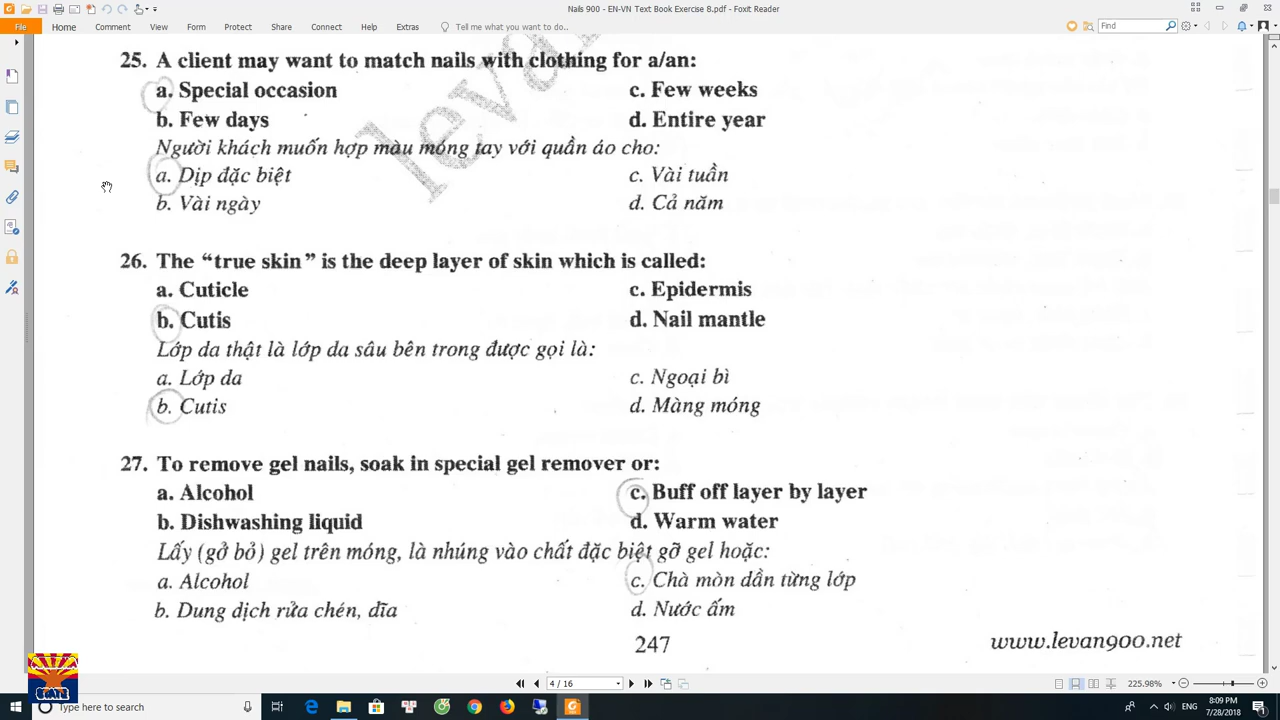 Nails 900 - EN-VN Text Book Exercise 8.pdf - Foxit Reader
File Home Comment View Form Protect Share Connect Help Extras Tell me what you want to do.. Find
25. A client may want to match nails with clothing for a/an:
a. Special occasion c. Few weeks
b. Few days d. Entire year
Người khách muốn hợp màu móng tay với quần áo cho:
a. Dịp đặc biệt c. Vài tuần
b. Vài ngày d. Cả năm
levan
26. The “true skin” is the deep layer of skin which is called:
a. Cuticle c. Epidermis
b. Cutis d. Nail mantle
Lớp da thật là lớp da sâu bên trong được gọi là:
a. Lớp da c. Ngoại bì
b. Cutis d. Màng móng
27. To remove gel nails, soak in special gel remover or:
a. Alcohol c. Buff off layer by layer
b. Dishwashing liquid d. Warm water
Lấy (gở bỏ) gel trên móng, là nhúng vào chất đặc biệt gỡ gel hoặc:
a. Alcohol c. Chà mòn dần từng lớp
b. Dung dịch rửa chén, dĩa d. Nước ấm
247 www.levan900.net
STATE
4 / 16 225.98%
Type here to search 8:09 PM
7/28/2018